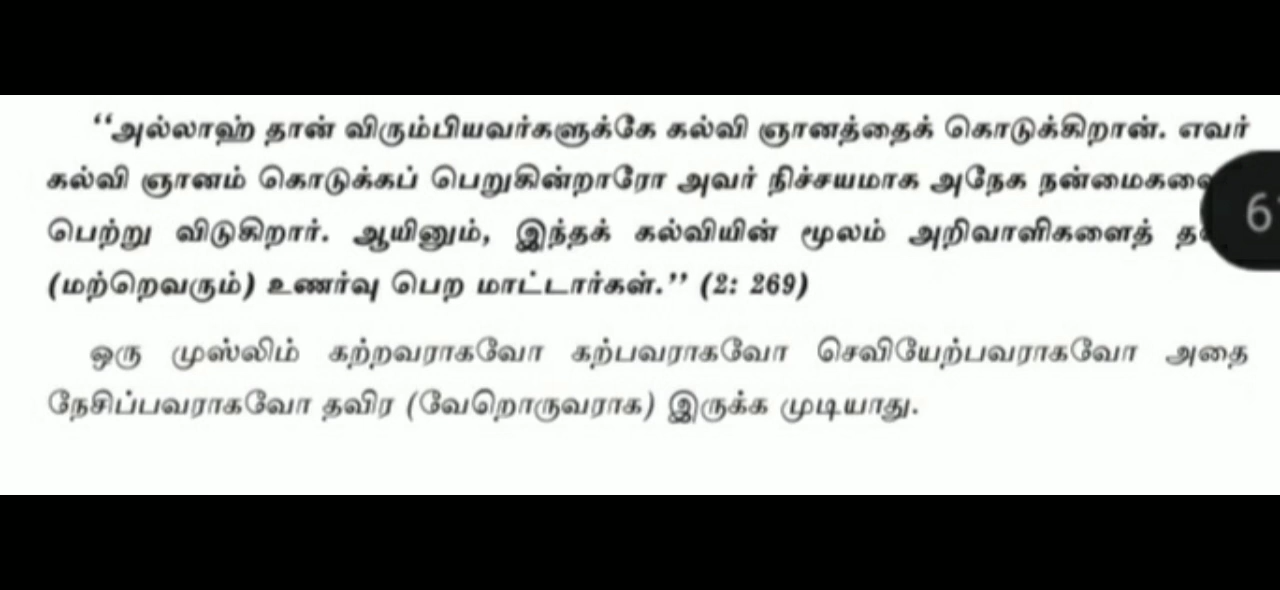 ‘‘அல்லாஹ் தான் விரும்பியவர்களுக்கே கல்வி ஞானத்தைக் கொடுக்கிறான். எவர்
கல்வி ஞானம் கொடுக்கப் பெறுகின்றாரோ அவர் நிச்சயமாக அநேக
பெற்று விடுகிறார். ஆயினும், இந்தக் கல்வியின் மூலம் அறிவாளிகளைத்
(மற்றெவரும்) உணர்வு பெற மாட்டார்கள்.’’ (2: 269)
ஒரு முஸ்லிம் கற்றவராகவோ கற்பவராகவோ செவியேற்பவராகவோ அதை
நேசிப்பவராகவோ தவிர (வேறொருவராக) இருக்க முடியாது.